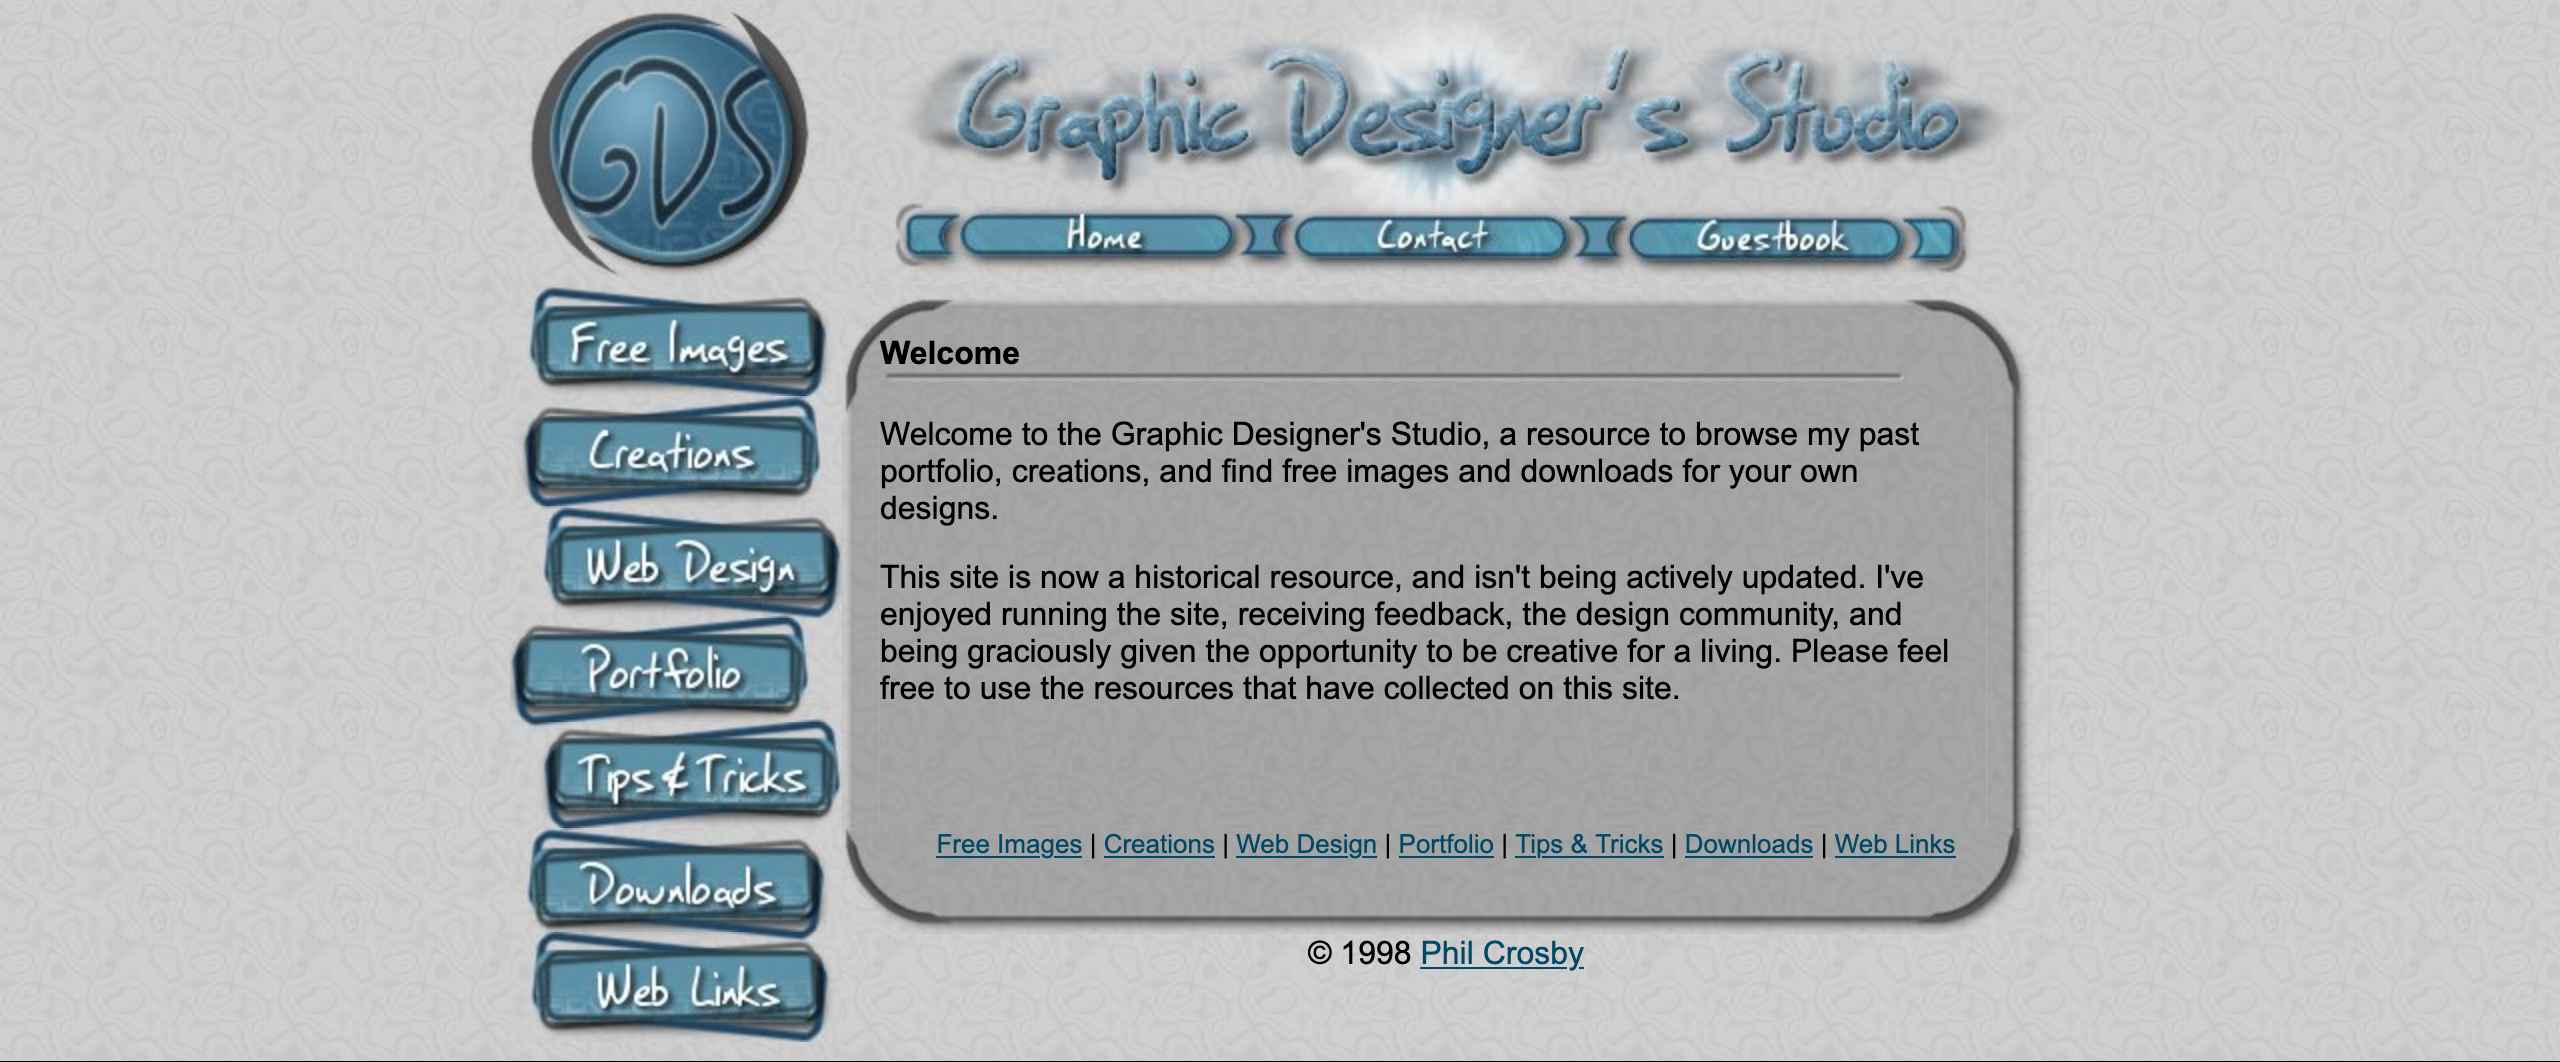 GDS
Graphic Designer's Studio
Home
Contact
Guestbook
Free Images
Creations
Web Design
Portfolio
Tips & Tricks
Downloads
Web Links
Welcome
Welcome to the Graphic Designer's Studio, a resource to browse my past
portfolio, creations, and find free images and downloads for your own
designs.
This site is now a historical resource, and isn't being actively updated. I've
enjoyed running the site, receiving feedback, the design community, and
being graciously given the opportunity to be creative for a living. Please feel
free to use the resources that have collected on this site.
Free Images | Creations | Web Design | Portfolio | Tips & Tricks | Downloads | Web Links
© 1998 Phil Crosby